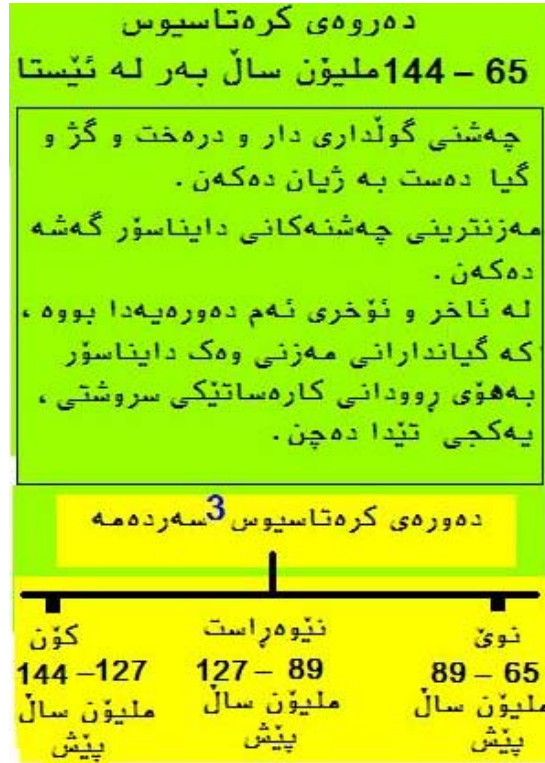 دەروەی کرەتاسیوس
65 – 144ملیۆن ساڵ بەر لە ئێستا
چەشنی گوڵداری دار و درەخت و گژ و
گیا دەست بە ژیان دەکەن .
مەزنترینی چەشنەکانی دایناسۆر گەشە
دەکەن .
لە ئاخر و ئۆخری ئەم دەورەیەدا بووە ،
کە گیاندارانی مەزنی وەک دایناسۆر
بەهۆی ڕوودانی کارەساتێکی سروشتی ،
یەکجی تێدا دەچن .
دەورەی کرەتاسیوس 3سەردەمە
نوێ
89 – 65
ملیۆن ساڵ
پێش
نێوەڕاست
127 – 89
ملیۆن ساڵ
پێش
کۆن
144 –127
ملیۆن ساڵ
پێش